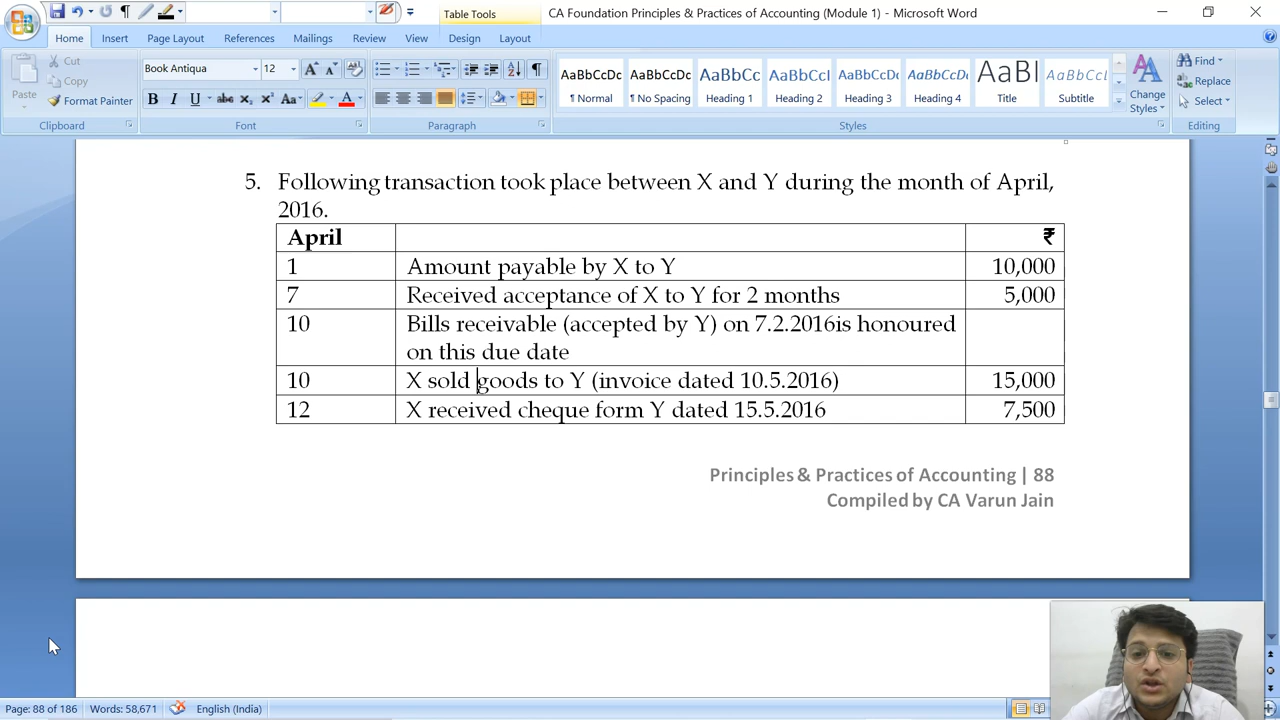 Table Tools
CA Foundation Principles & Practices of Accounting (Module 1) - Microsoft Word
Home Insert Page Layout References Mailings Review View Design Layout
Paste
Cut
Copy
Format Painter
Clipboard
Book Antiqua 12
Font
Paragraph
AaBbCcDc AaBbCcDc AaBbCc AaBbCcI AaBbCcDc AaBbCcDc AaBl AaBbCcDc
¶ Normal ¶ No Spacing Heading 1 Heading 2 Heading 3 Heading 4 Title Subtitle
Change
Styles
Styles
Find
Replace
Select
Editing
5. Following transaction took place between X and Y during the month of April,
2016.
April ₹
1 Amount payable by X to Y 10,000
7 Received acceptance of X to Y for 2 months 5,000
10 Bills receivable (accepted by Y) on 7.2.2016is honoured
on this due date
10 X sold goods to Y (invoice dated 10.5.2016) 15,000
12 X received cheque form Y dated 15.5.2016 7,500
Principles & Practices of Accounting | 88
Compiled by CA Varun Jain
Page: 88 of 186 Words: 58,671 English (India)